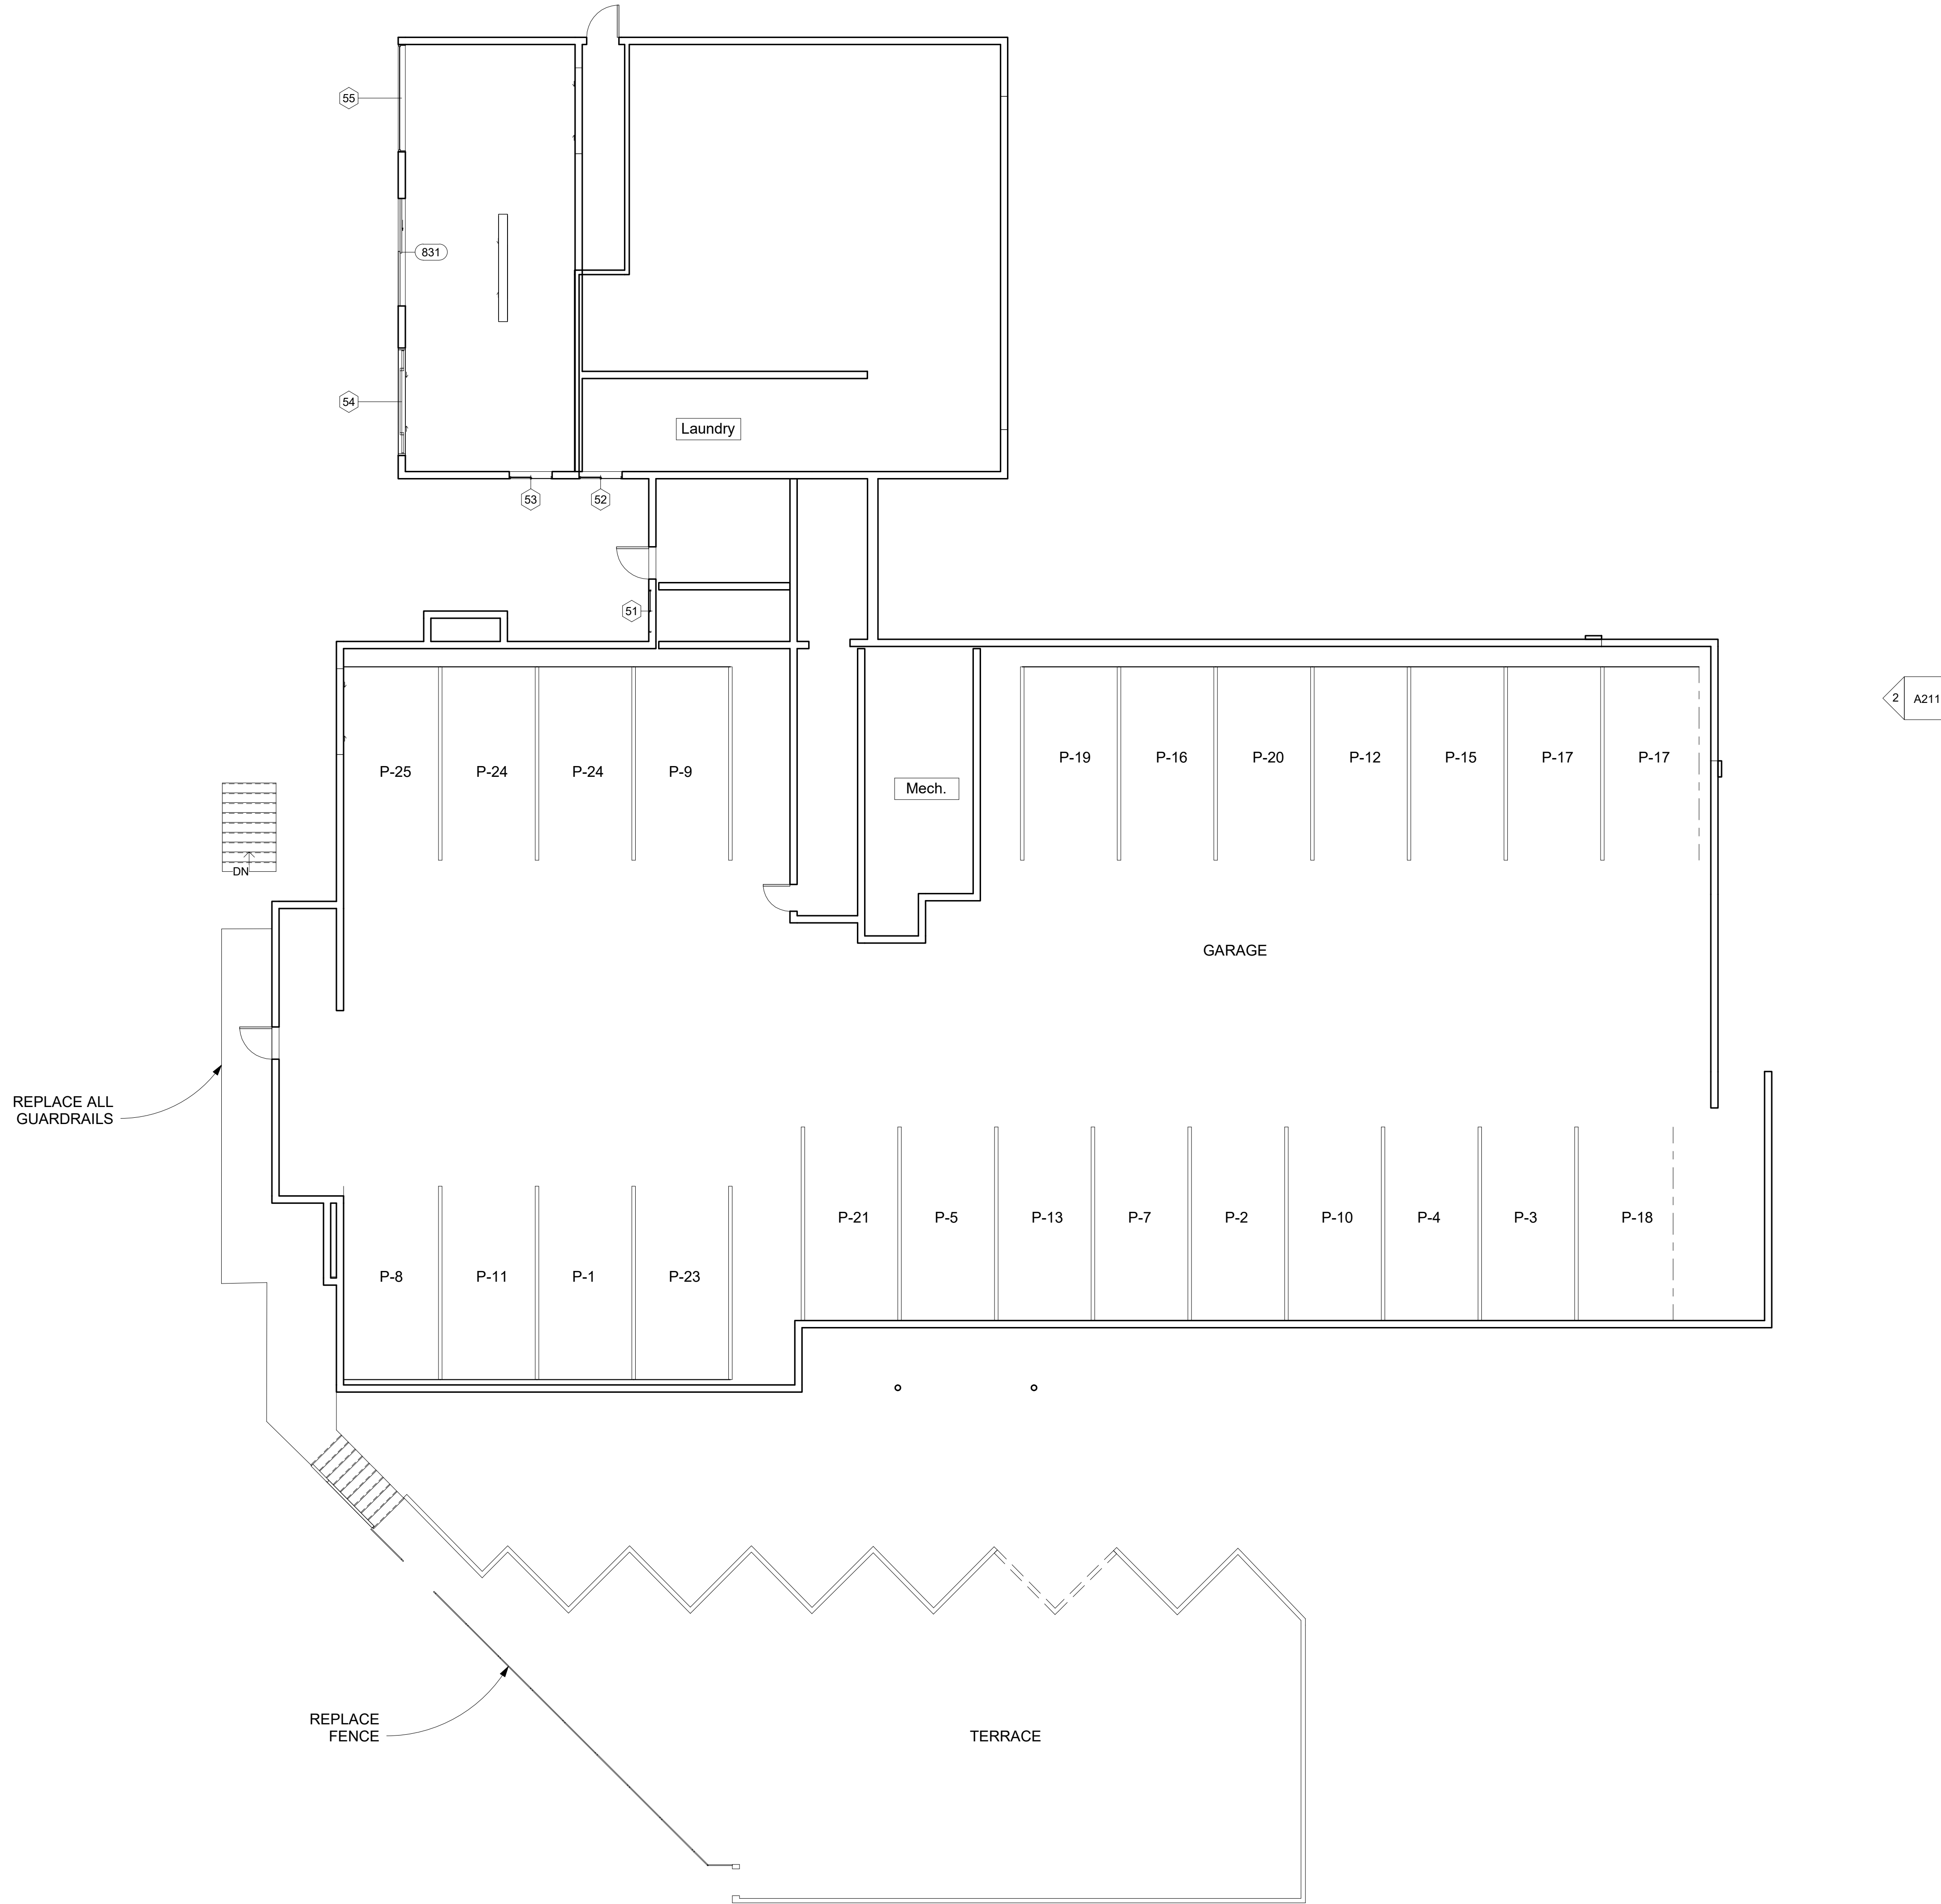 55
831
54
Laundry
53
52
51
2
A211
P-19
P-16
P-20
P-12
P-15
P-17
P-17
P-25
P-24
P-24
P-9
Mech.
DN
GARAGE
REPLACE ALL
GUARDRAILS
P-21
P-5
P-13
P-7
P-2
P-10
P-4
P-3
P-18
P-8
P-11
P-1
P-23
REPLACE
FENCE
TERRACE